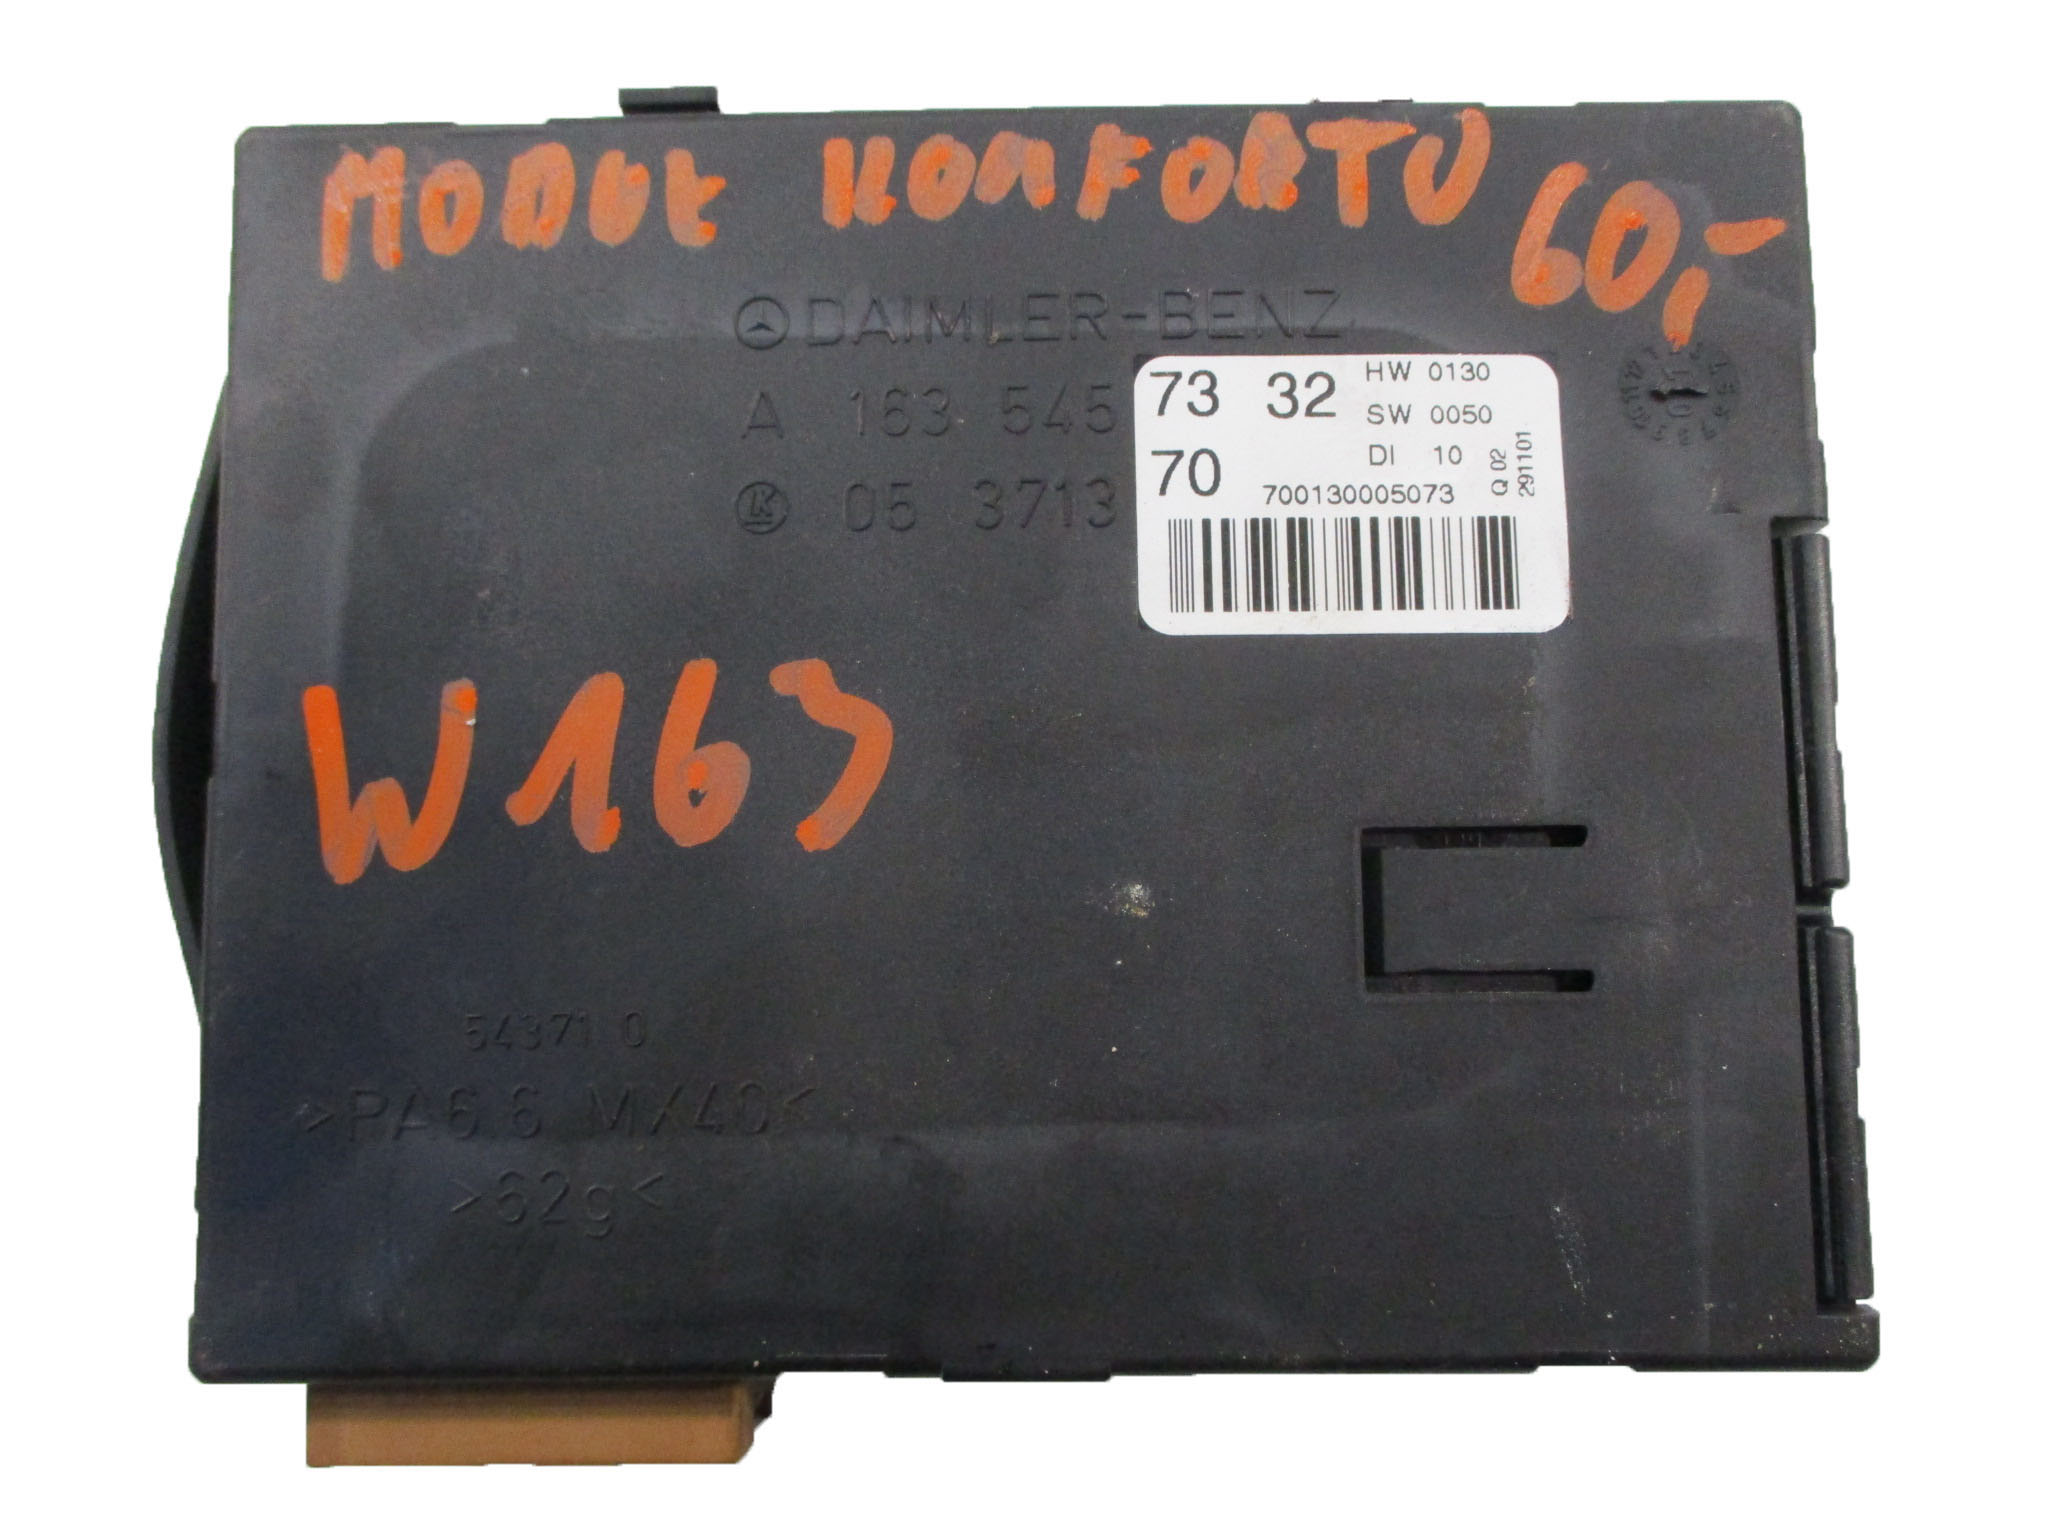 MODUŁ KOMFORTU 60,-
DAIMLER-BENZ
A 163 545 73 32
HW 0130
SW 0050
DI 10
05 3713 70
700130005073
Q 02
291101
W163
54371 0
>PA6.6 MX40<
>62g<